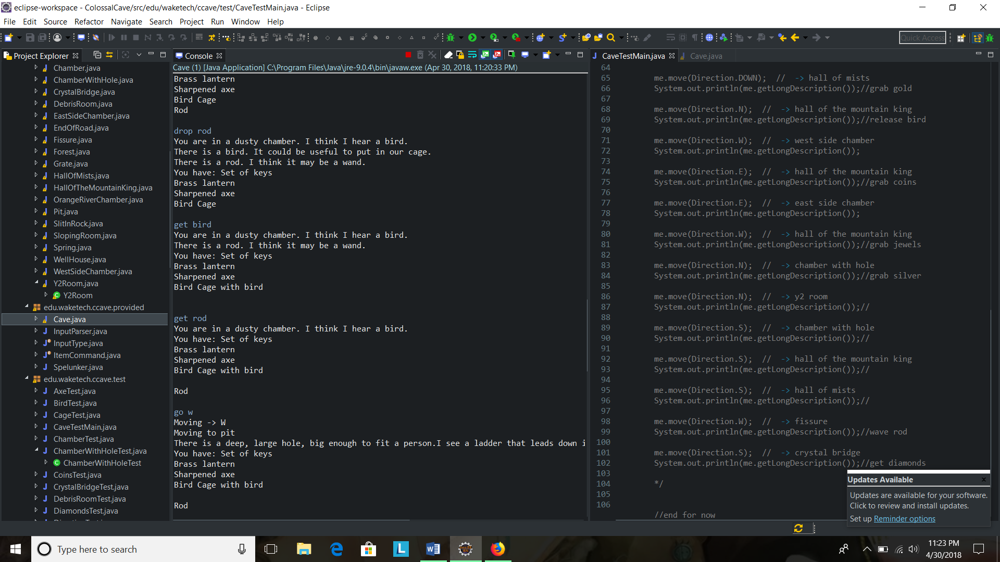 eclipse-workspace - ColossalCave/src/edu/waketech/ccave/test/CaveTestMain.java - Eclipse
File Edit Source Refactor Navigate Search Project Run Window Help
Quick Access
Project Explorer
Chamber.java
ChamberWithHole.java
CrystalBridge.java
DebrisRoom.java
EastSideChamber.java
EndOfRoad.java
Fissure.java
Forest.java
Grate.java
HallOfMists.java
HallOfTheMountainKing.java
OrangeRiverChamber.java
Pit.java
SlitInRock.java
SlopingRoom.java
Spring.java
WellHouse.java
WestSideChamber.java
Y2Room.java
Y2Room
edu.waketech.ccave.provided
Cave.java
InputParser.java
InputType.java
ItemCommand.java
Spelunker.java
edu.waketech.ccave.test
AxeTest.java
BirdTest.java
CageTest.java
CaveTestMain.java
ChamberTest.java
ChamberWithHoleTest.java
ChamberWithHoleTest
CoinsTest.java
CrystalBridgeTest.java
DebrisRoomTest.java
DiamondsTest.java
Console
Cave (1) [Java Application] C:\Program Files\Java\jre-9.0.4\bin\javaw.exe (Apr 30, 2018, 11:20:33 PM)
Brass lantern
Sharpened axe
Bird Cage
Rod
drop rod
You are in a dusty chamber. I think I hear a bird.
There is a bird. It could be useful to put in our cage.
There is a rod. I think it may be a wand.
You have: Set of keys
Brass lantern
Sharpened axe
Bird Cage
get bird
You are in a dusty chamber. I think I hear a bird.
There is a rod. I think it may be a wand.
You have: Set of keys
Brass lantern
Sharpened axe
Bird Cage with bird
get rod
You are in a dusty chamber. I think I hear a bird.
You have: Set of keys
Brass lantern
Sharpened axe
Bird Cage with bird
Rod
go w
Moving -> W
Moving to pit
There is a deep, large hole, big enough to fit a person.I see a ladder that leads down i
You have: Set of keys
Brass lantern
Sharpened axe
Bird Cage with bird
Rod
CaveTestMain.java Cave.java
64
65 me.move(Direction.DOWN); // -> hall of mists
66 System.out.println(me.getLongDescription());//grab gold
67
68 me.move(Direction.N); // -> hall of the mountain king
69 System.out.println(me.getLongDescription());//release bird
70
71 me.move(Direction.W); // -> west side chamber
72 System.out.println(me.getLongDescription());
73
74 me.move(Direction.E); // -> hall of the mountain king
75 System.out.println(me.getLongDescription());//grab coins
76
77 me.move(Direction.E); // -> east side chamber
78 System.out.println(me.getLongDescription());
79
80 me.move(Direction.W); // -> hall of the mountain king
81 System.out.println(me.getLongDescription());//grab jewels
82
83 me.move(Direction.N); // -> chamber with hole
84 System.out.println(me.getLongDescription());//grab silver
85
86 me.move(Direction.N); // -> y2 room
87 System.out.println(me.getLongDescription());//
88
89 me.move(Direction.S); // -> chamber with hole
90 System.out.println(me.getLongDescription());//
91
92 me.move(Direction.S); // -> hall of the mountain king
93 System.out.println(me.getLongDescription());//
94
95 me.move(Direction.S); // -> hall of mists
96 System.out.println(me.getLongDescription());//
97
98 me.move(Direction.W); // -> fissure
99 System.out.println(me.getLongDescription());//wave rod
100
101 me.move(Direction.S); // -> crystal bridge
102 System.out.println(me.getLongDescription());//get diamonds
103
104 */
105
106
//end for now
Updates Available
Updates are available for your software.
Click to review and install updates.
Set up Reminder options
Type here to search
11:23 PM
4/30/2018